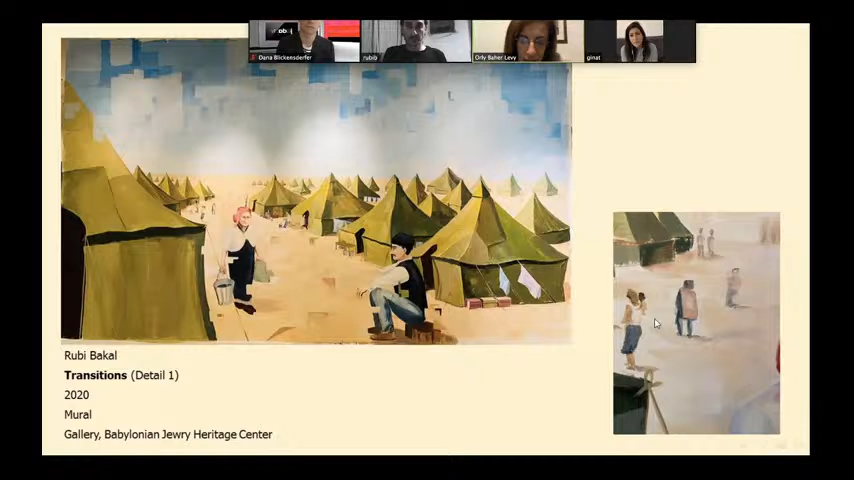 Dana Blickensderfer
rubib
Orly Baher Levy
ginat
Rubi Bakal
Transitions (Detail 1)
2020
Mural
Gallery, Babylonian Jewry Heritage Center